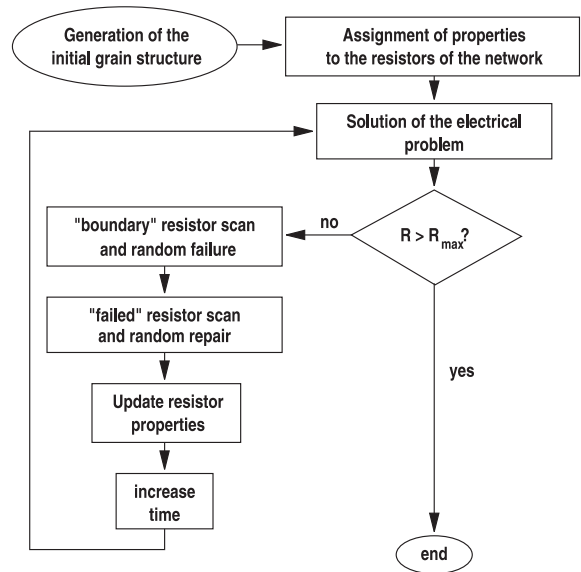 Generation of the
initial grain structure
Assignment of properties
to the resistors of the network
Solution of the electrical
problem
R > Rmax?
no
"boundary" resistor scan
and random failure
"failed" resistor scan
and random repair
yes
Update resistor
properties
increase
time
end